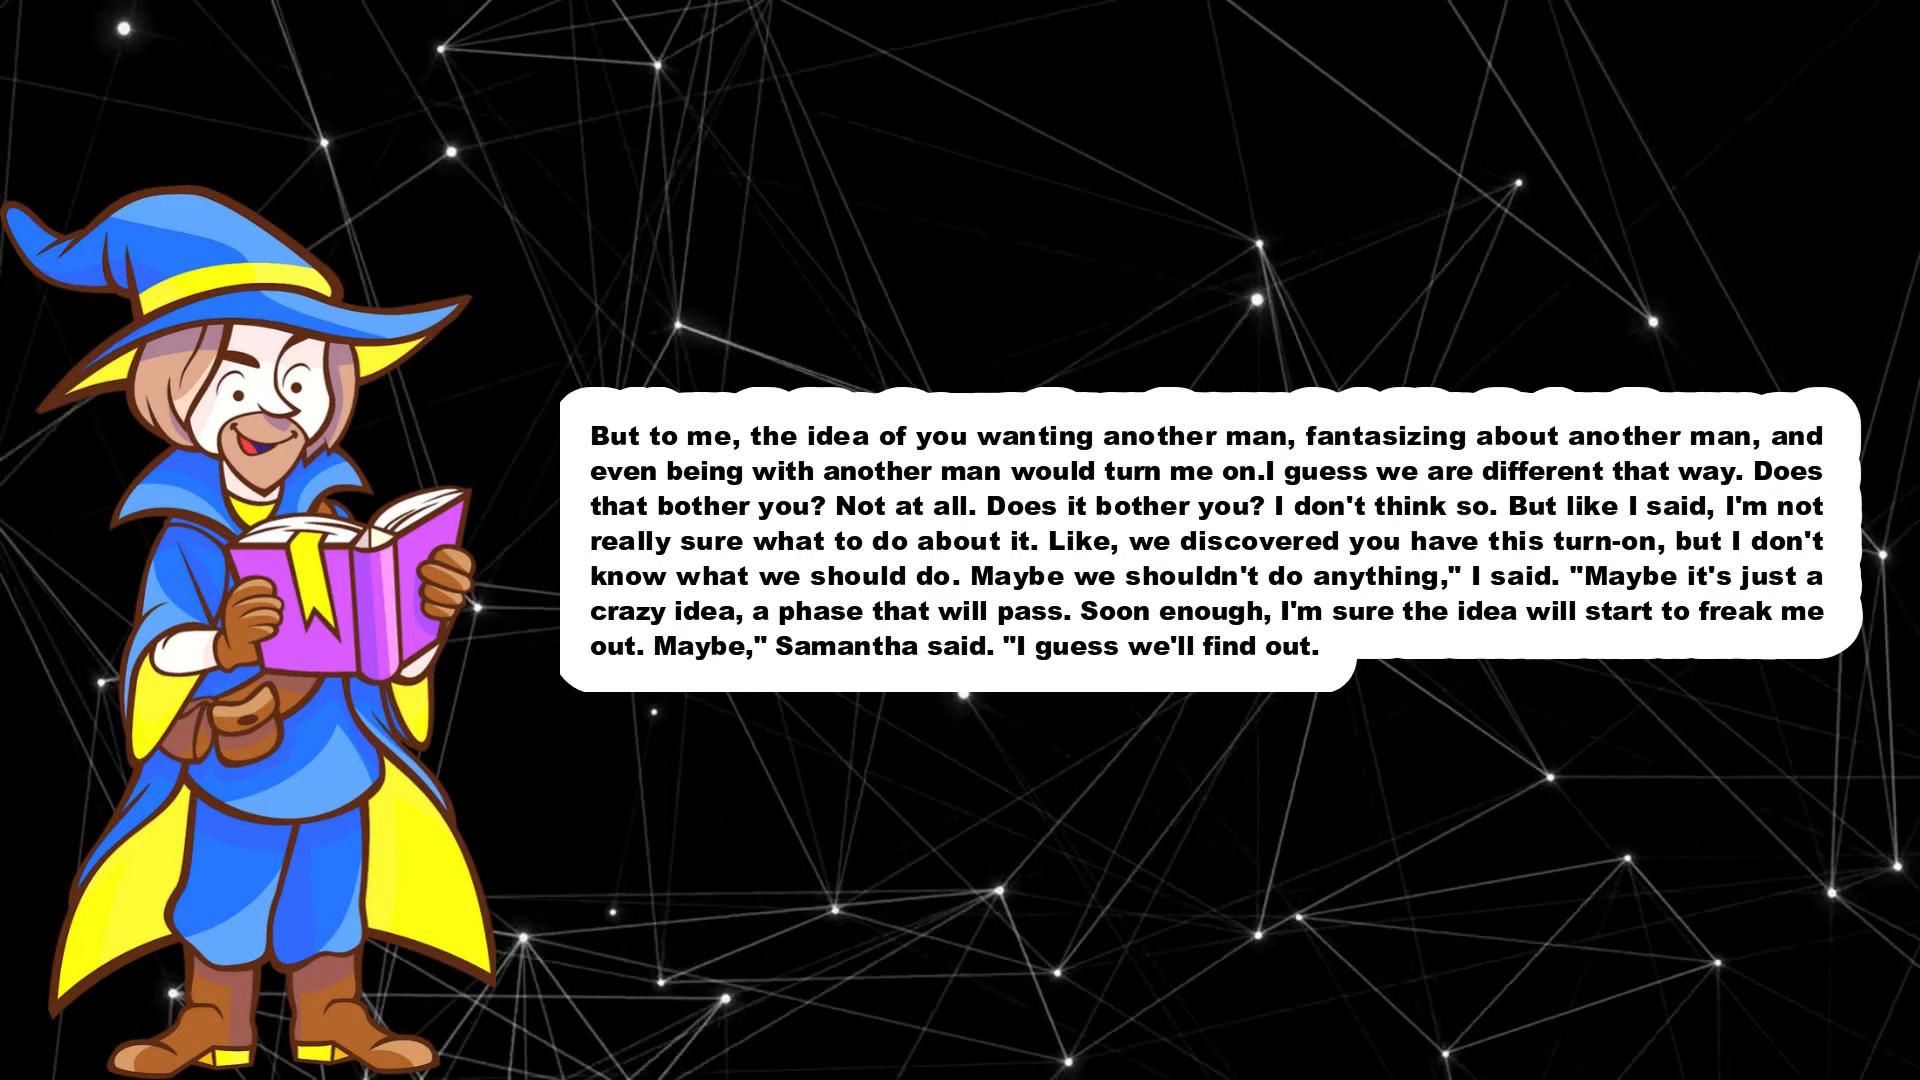 But to me, the idea of you wanting another man, fantasizing about another man, and
even being with another man would turn me on.I guess we are different that way. Does
that bother you? Not at all. Does it bother you? I don't think so. But like I said, I'm not
really sure what to do about it. Like, we discovered you have this turn-on, but I don't
know what we should do. Maybe we shouldn't do anything," I said. "Maybe it's just a
crazy idea, a phase that will pass. Soon enough, I'm sure the idea will start to freak me
out. Maybe," Samantha said. "I guess we'll find out.